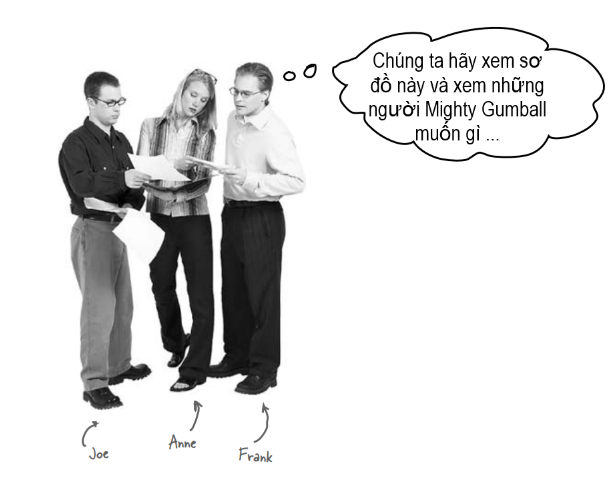 Chúng ta hãy xem sơ
đồ này và xem những
người Mighty Gumball
muốn gì ...
Joe
Anne
Frank